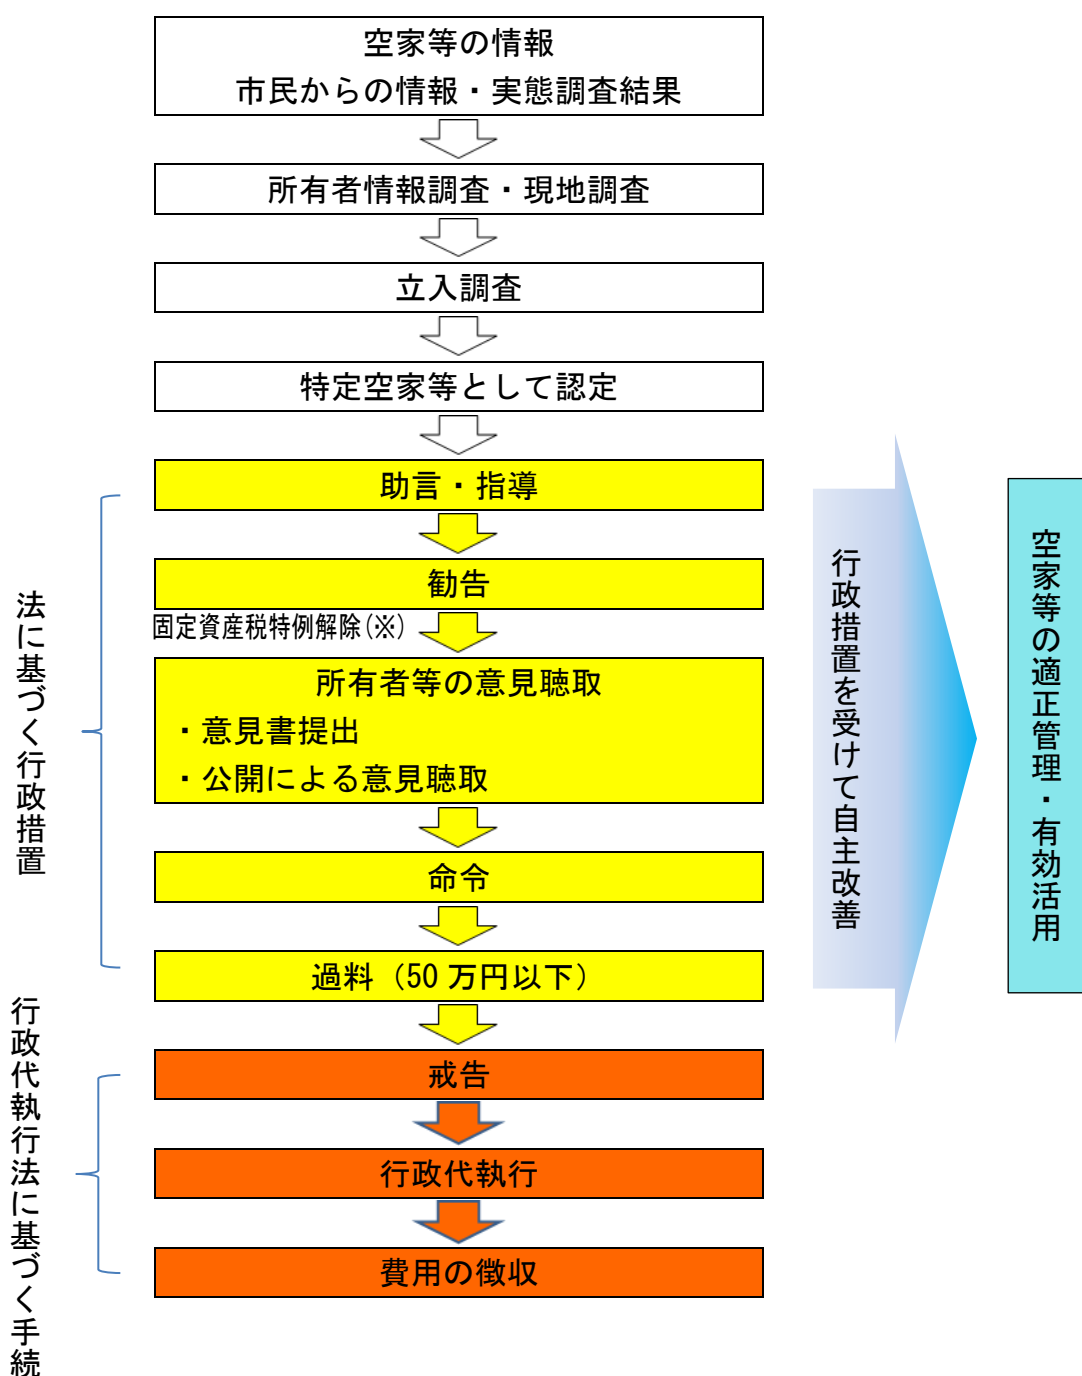 空家等の情報
市民からの情報・実態調査結果
所有者情報調査・現地調査
立入調査
特定空家等として認定
助言・指導
勧告
固定資産税特例解除(※)
所有者等の意見聴取
・意見書提出
・公開による意見聴取
命令
過料（50 万円以下）
戒告
行政代執行
費用の徴収
法に基づく行政措置
行政代執行法に基づく手続
行政措置を受けて自主改善
空家等の適正管理・有効活用